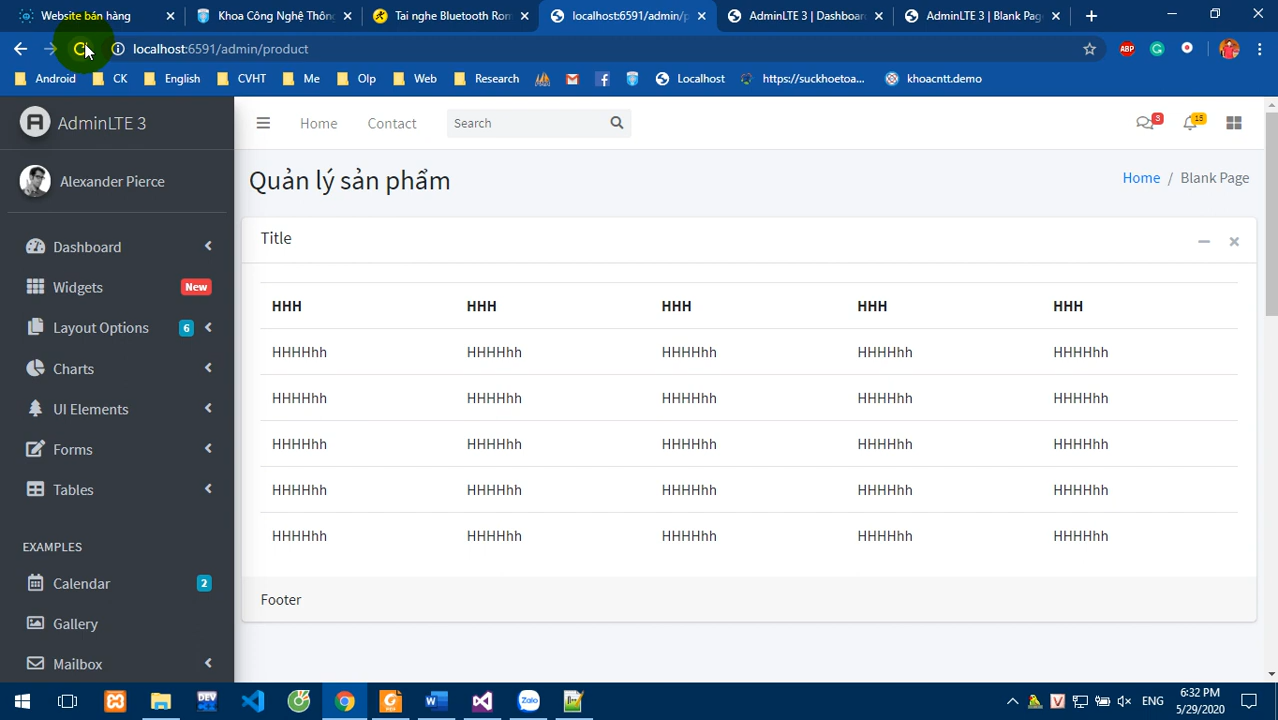 Website bán hàng
Khoa Công Nghệ Thôn
Tai nghe Bluetooth Rom
localhost:6591/admin/p
AdminLTE 3 | Dashboar
AdminLTE 3 | Blank Pag
localhost:6591/admin/product
ABP
Android
CK
English
CVHT
Me
Olp
Web
Research
Localhost
https://suckhoetoa...
khoacntt.demo
AdminLTE 3
Home
Contact
Search
3
15
Alexander Pierce
Quản lý sản phẩm
Home / Blank Page
Dashboard
Widgets New
Layout Options 6
Charts
UI Elements
Forms
Tables
EXAMPLES
Calendar 2
Gallery
Mailbox
Title
HHH HHH HHH HHH HHH
HHHHhh HHHHhh HHHHhh HHHHhh HHHHhh
HHHHhh HHHHhh HHHHhh HHHHhh HHHHhh
HHHHhh HHHHhh HHHHhh HHHHhh HHHHhh
HHHHhh HHHHhh HHHHhh HHHHhh HHHHhh
HHHHhh HHHHhh HHHHhh HHHHhh HHHHhh
Footer
DEV
Zalo
ENG
6:32 PM
5/29/2020